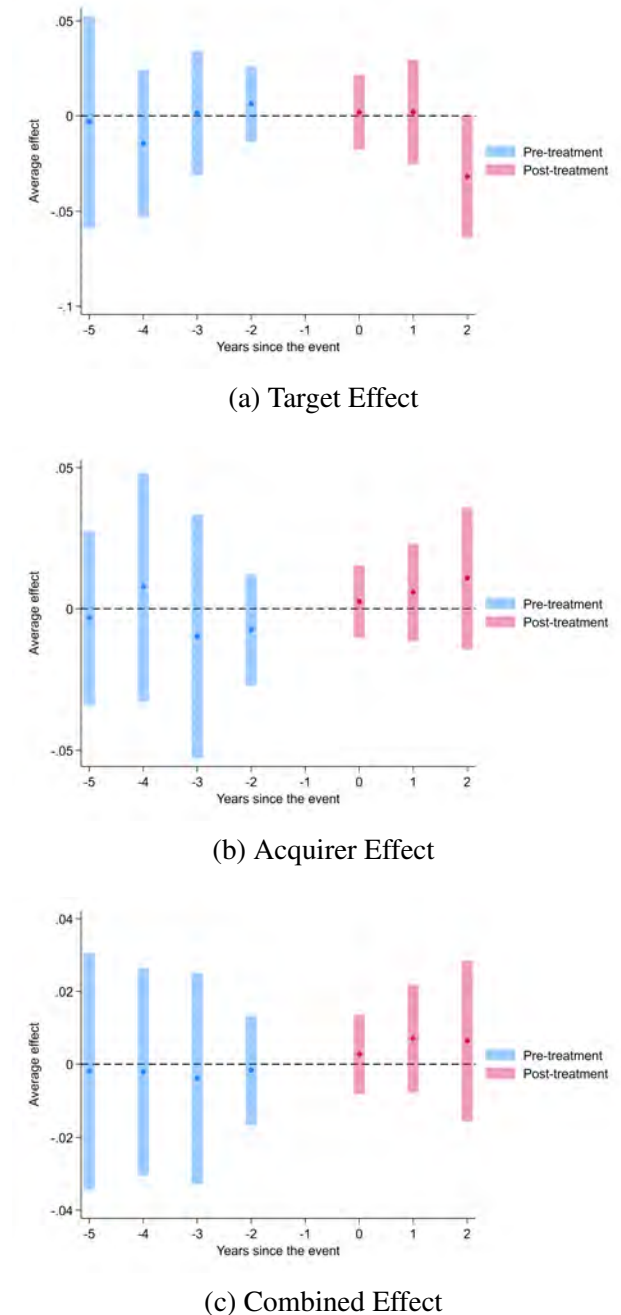 .05
0
-.05
-.1
Average effect
-5 -4 -3 -2 -1 0 1 2
Years since the event
Pre-treatment
Post-treatment
(a) Target Effect
.05
0
-.05
Average effect
-5 -4 -3 -2 -1 0 1 2
Years since the event
Pre-treatment
Post-treatment
(b) Acquirer Effect
.04
.02
0
-.02
-.04
Average effect
-5 -4 -3 -2 -1 0 1 2
Years since the event
Pre-treatment
Post-treatment
(c) Combined Effect